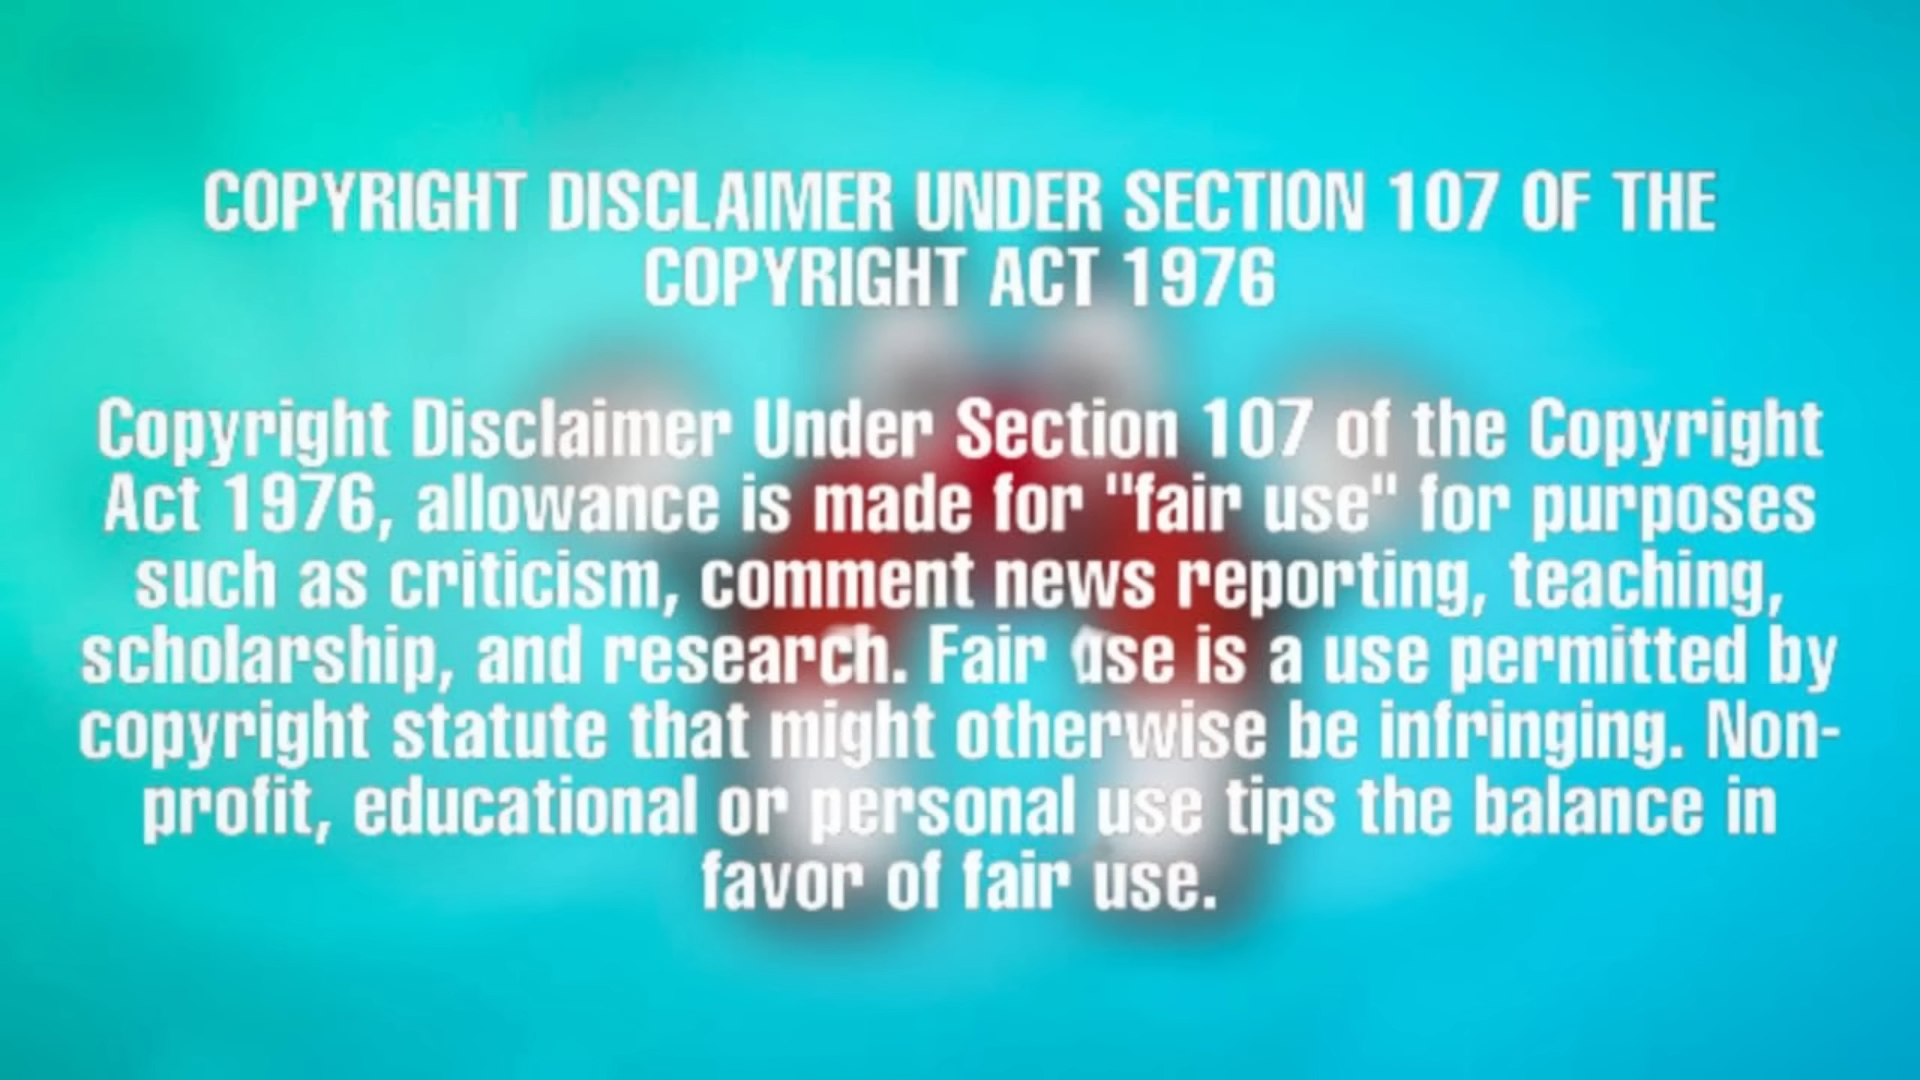 COPYRIGHT DISCLAIMER UNDER SECTION 107 OF THE
COPYRIGHT ACT 1976
Copyright Disclaimer Under Section 107 of the Copyright
Act 1976, allowance is made for "fair use" for purposes
such as criticism, comment news reporting, teaching,
scholarship, and research. Fair use is a use permitted by
copyright statute that might otherwise be infringing. Non-
profit, educational or personal use tips the balance in
favor of fair use.